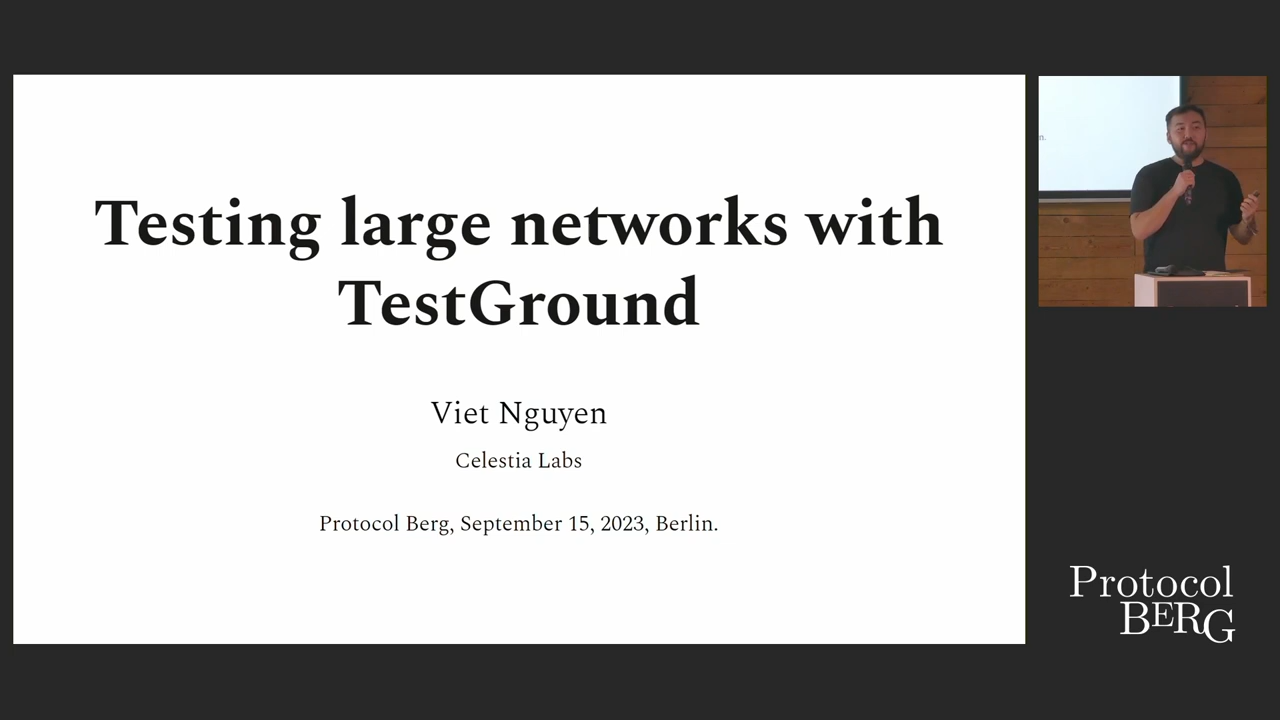 Testing large networks with
TestGround
Viet Nguyen
Celestia Labs
Protocol Berg, September 15, 2023, Berlin.
n.
Protocol
BERG